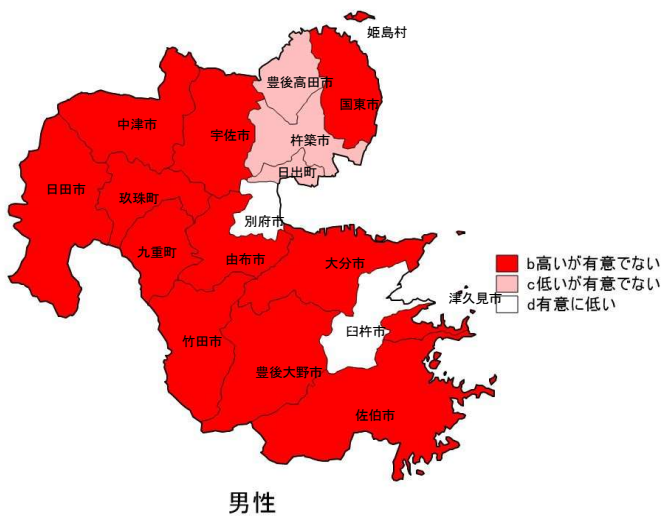 姫島村
豊後高田市
国東市
中津市
宇佐市
杵築市
日出町
日田市
玖珠町
別府市
九重町
由布市
大分市
b高いが有意でない
c低いが有意でない
d有意に低い
津久見市
臼杵市
竹田市
豊後大野市
佐伯市
男性